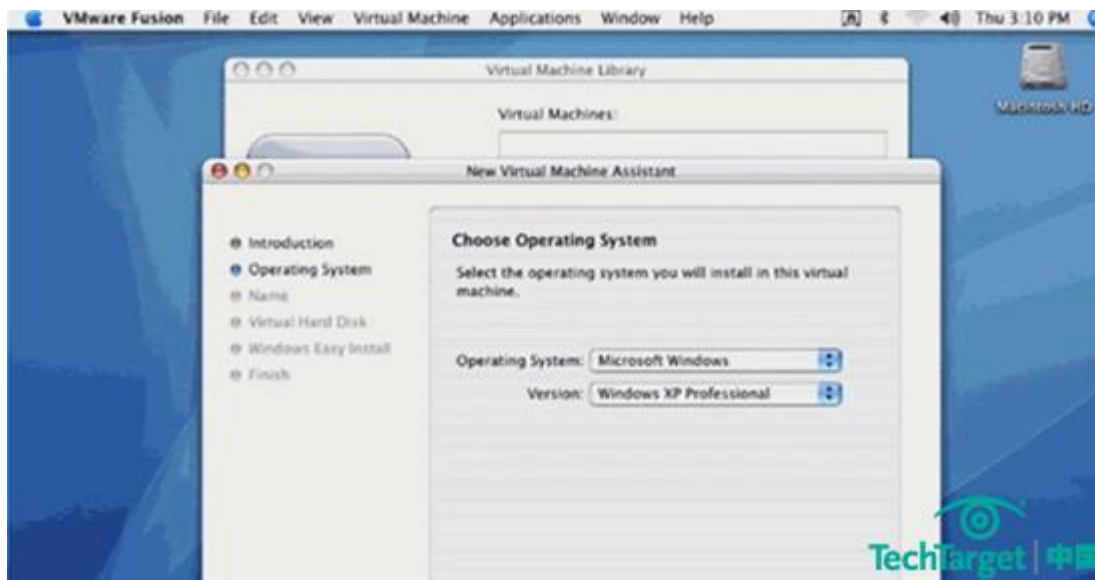 VMware Fusion File Edit View Virtual Machine Applications Window Help Thu 3:10 PM
Virtual Machine Library
Macintosh HD
Virtual Machines:
New Virtual Machine Assistant
Introduction
Operating System
Name
Virtual Hard Disk
Windows Easy Install
Finish
Choose Operating System
Select the operating system you will install in this virtual
machine.
Operating System: Microsoft Windows
Version: Windows XP Professional
TechTarget 中国